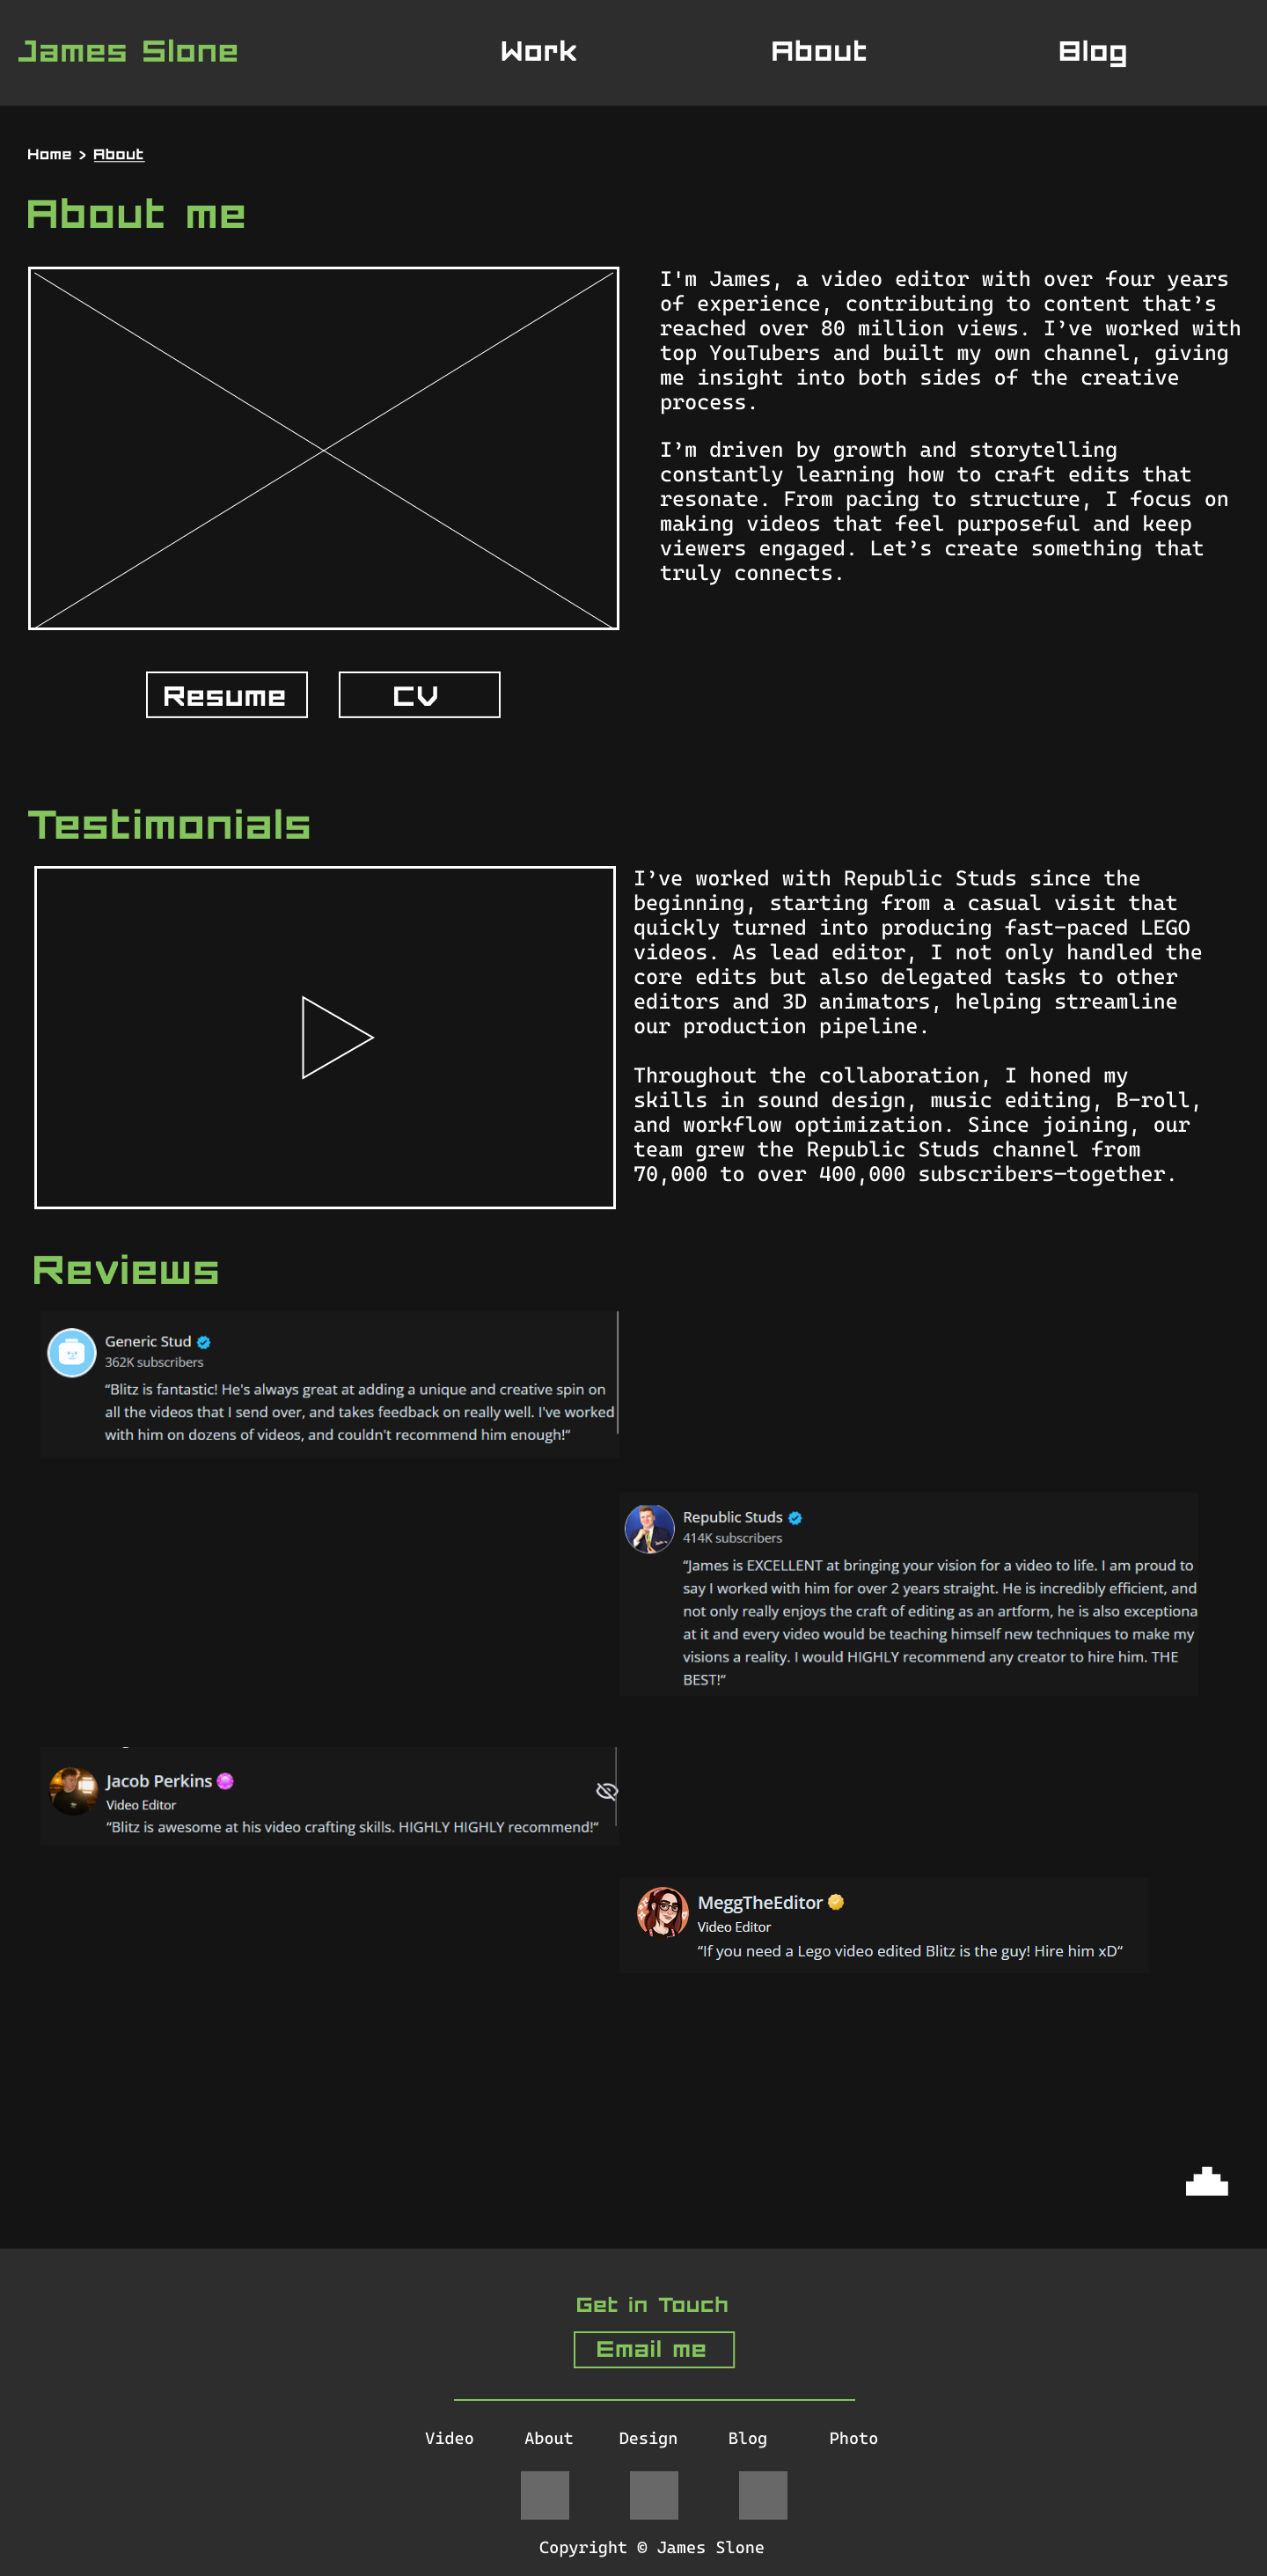 James Slone
Work
About
Blog
Home > About
About me
I'm James, a video editor with over four years
of experience, contributing to content that’s
reached over 80 million views. I’ve worked with
top YouTubers and built my own channel, giving
me insight into both sides of the creative
process.
I’m driven by growth and storytelling
constantly learning how to craft edits that
resonate. From pacing to structure, I focus on
making videos that feel purposeful and keep
viewers engaged. Let’s create something that
truly connects.
Resume
CV
Testimonials
I’ve worked with Republic Studs since the
beginning, starting from a casual visit that
quickly turned into producing fast-paced LEGO
videos. As lead editor, I not only handled the
core edits but also delegated tasks to other
editors and 3D animators, helping streamline
our production pipeline.
Throughout the collaboration, I honed my
skills in sound design, music editing, B-roll,
and workflow optimization. Since joining, our
team grew the Republic Studs channel from
70,000 to over 400,000 subscribers—together.
Reviews
Generic Stud
362K subscribers
“Blitz is fantastic! He's always great at adding a unique and creative spin on
all the videos that I send over, and takes feedback on really well. I've worked
with him on dozens of videos, and couldn't recommend him enough!“
Republic Studs
414K subscribers
“James is EXCELLENT at bringing your vision for a video to life. I am proud to
say I worked with him for over 2 years straight. He is incredibly efficient, and
not only really enjoys the craft of editing as an artform, he is also exceptiona
at it and every video would be teaching himself new techniques to make my
visions a reality. I would HIGHLY recommend any creator to hire him. THE
BEST!“
Jacob Perkins
Video Editor
“Blitz is awesome at his video crafting skills. HIGHLY HIGHLY recommend!“
MeggTheEditor
Video Editor
“If you need a Lego video edited Blitz is the guy! Hire him xD“
Get in Touch
Email me
Video
About
Design
Blog
Photo
Copyright © James Slone